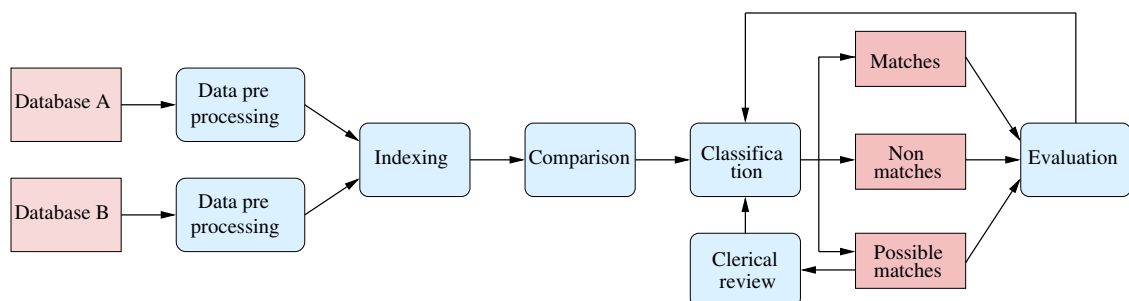 Database A
Data pre
processing
Database B
Data pre
processing
Indexing
Comparison
Classifica
tion
Clerical
review
Matches
Non
matches
Possible
matches
Evaluation